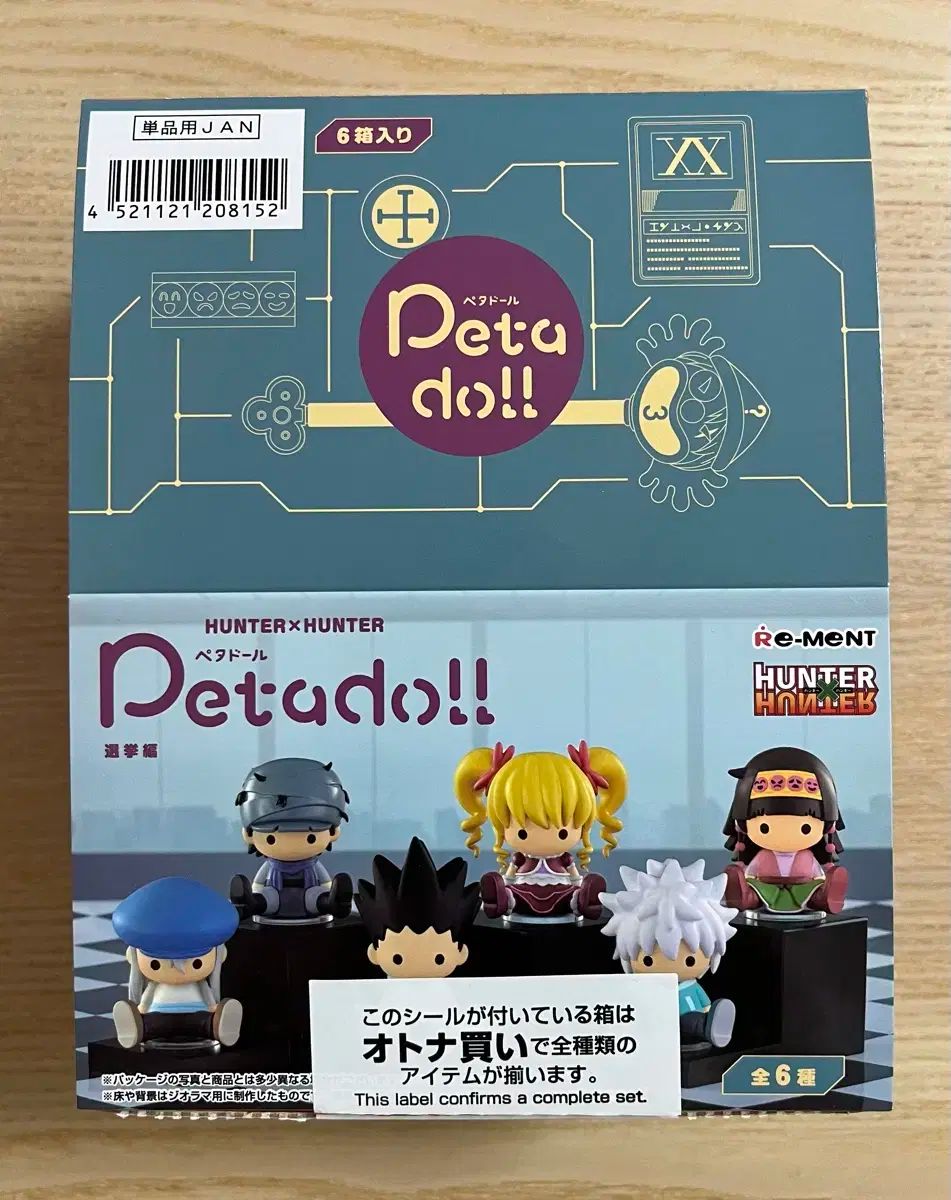 単品用JAN
4 521121 208152
6箱入り
XX
ペタドール
Peta
do!!
3
?
HUNTER×HUNTER
ペタドール
Petado!!
選挙編
Re-MeNT
HUNTER
×
HUNTER
このシールが付いている箱は
オトナ買いで全種類の
アイテムが揃います。
This label confirms a complete set.
※パッケージの写真と商品とは多少異なる
※床や背景はジオラマ用に制作したもので
全6種